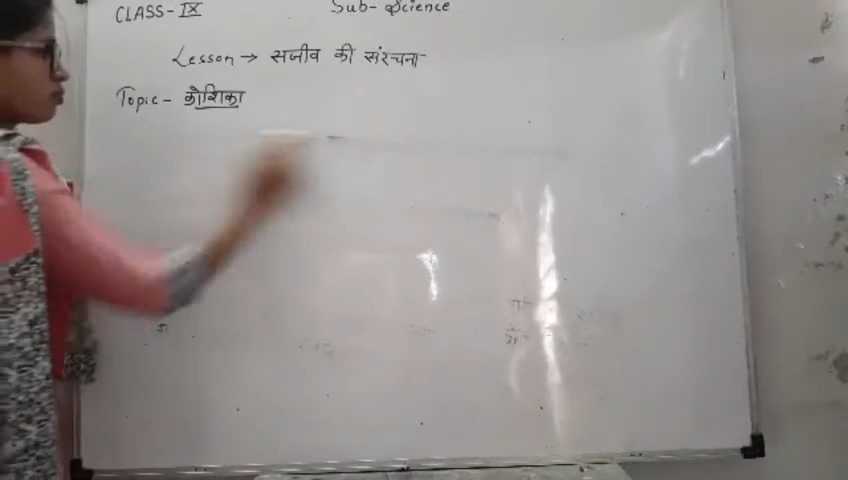 CLASS-IX Sub- Science
Lesson → सजीव की संरचना
Topic- कोशिका